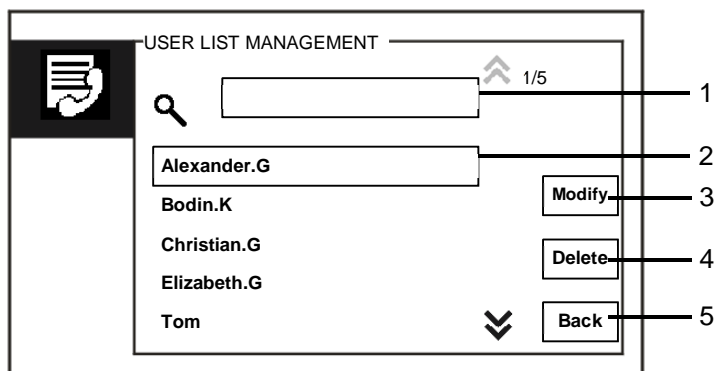 USER LIST MANAGEMENT
1/5
1
Alexander.G
2
Bodin.K
Modify
3
Christian.G
Delete
4
Elizabeth.G
Tom
Back
5